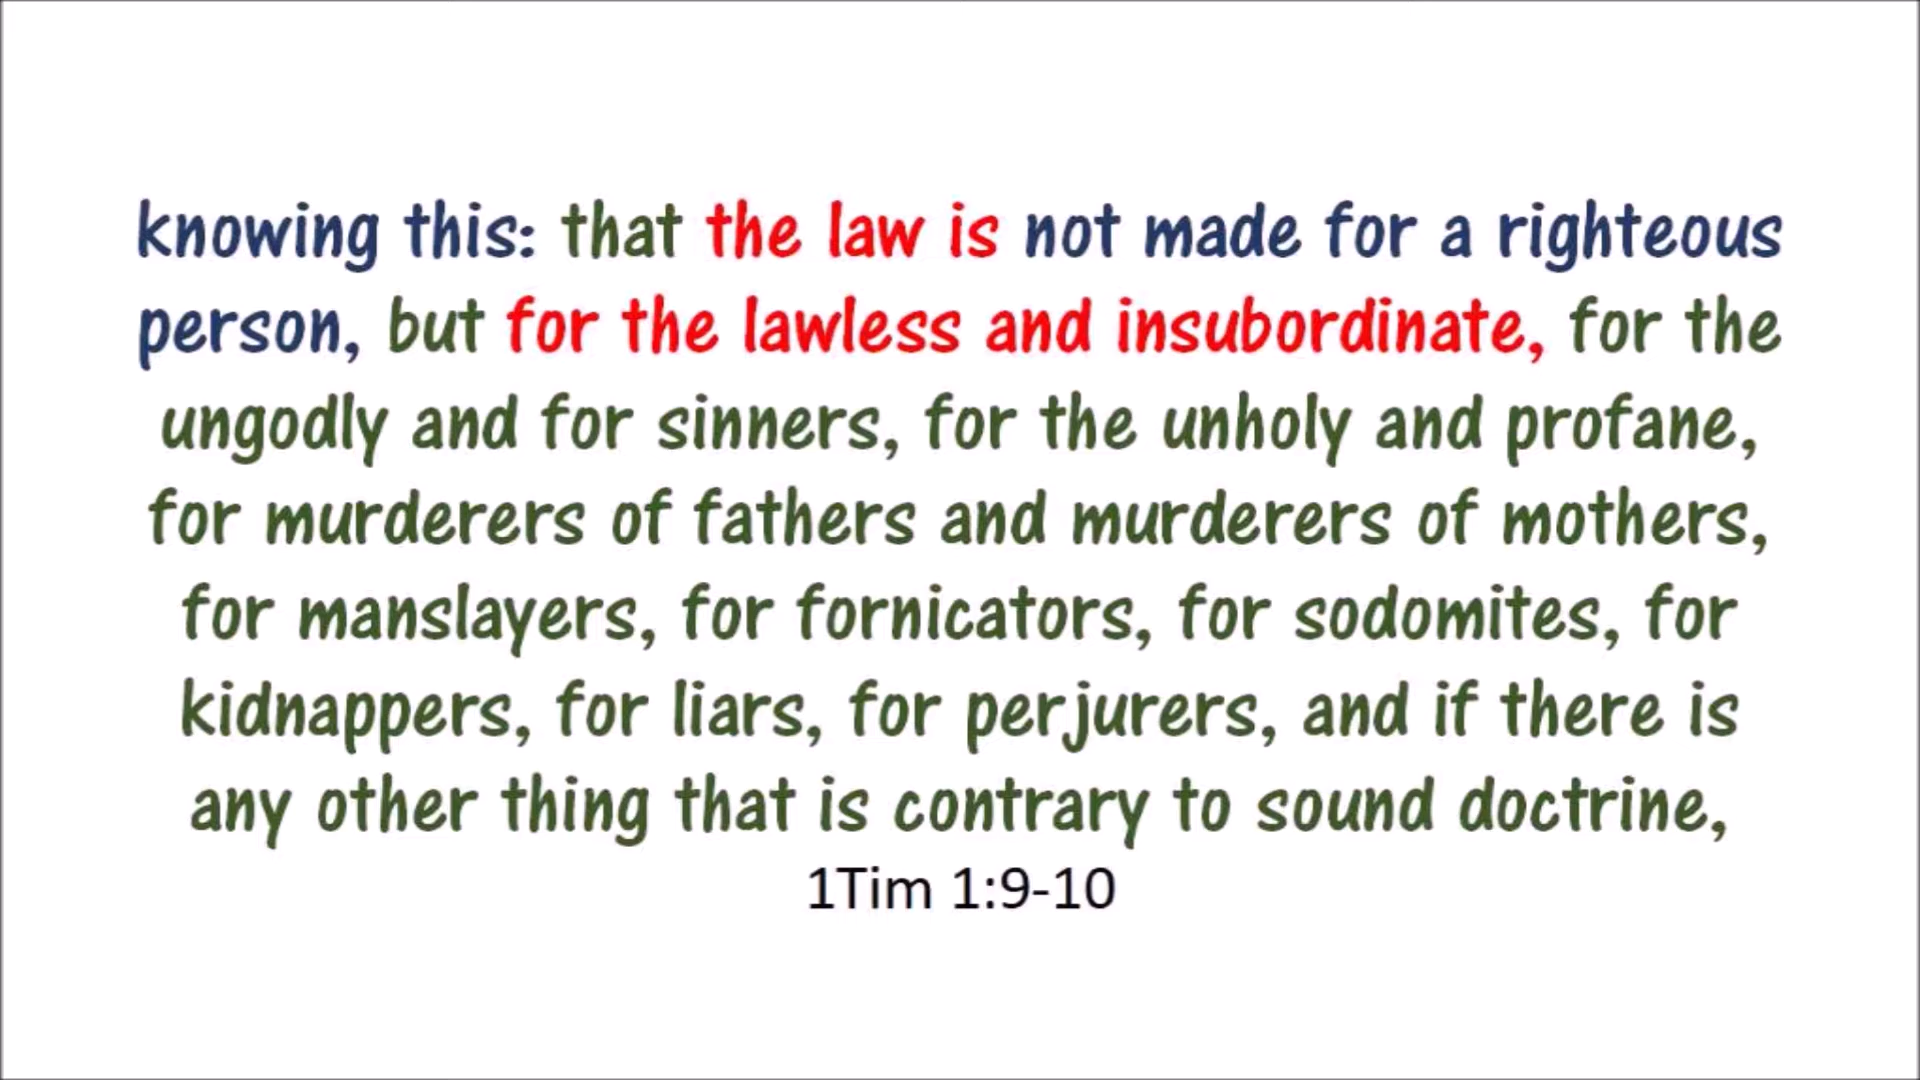 knowing this: that the law is not made for a righteous
person, but for the lawless and insubordinate, for the
ungodly and for sinners, for the unholy and profane,
for murderers of fathers and murderers of mothers,
for manslayers, for fornicators, for sodomites, for
kidnappers, for liars, for perjurers, and if there is
any other thing that is contrary to sound doctrine,
1Tim 1:9-10